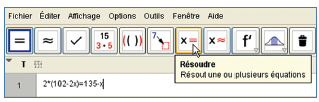 Fichier Éditer Affichage Options Outils Fenêtre Aide
= ≈ ✓ 15 3•5 (( )) 7 x= x≈ f'
T
Résoudre
Résout une ou plusieurs équations
1 2*(102-2x)=135-x